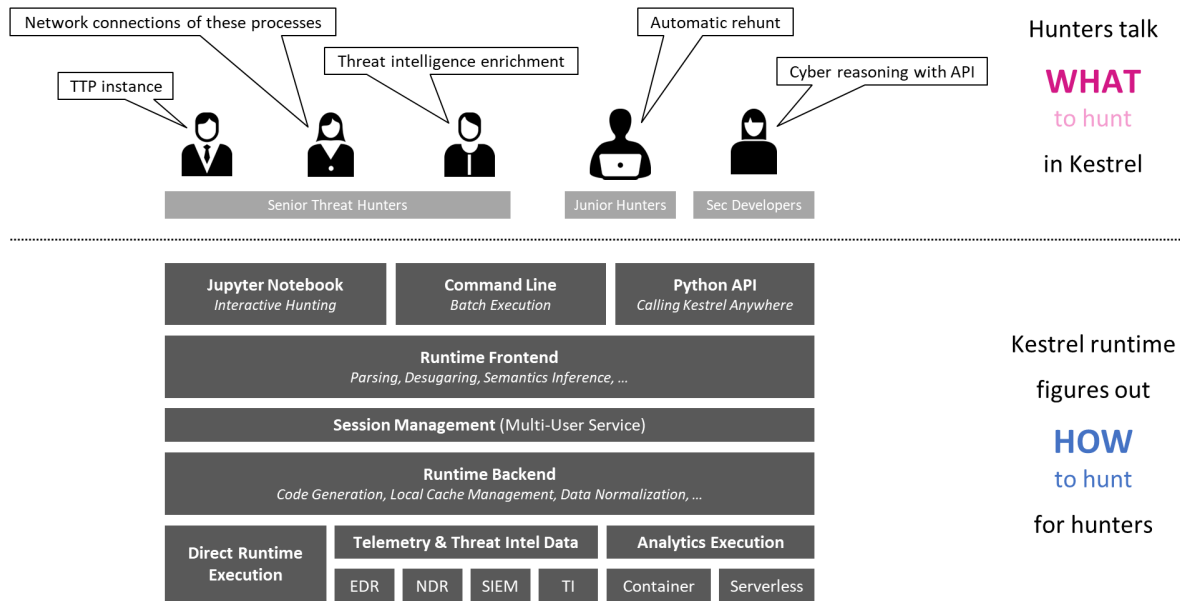 Network connections of these processes
Automatic rehunt
Threat intelligence enrichment
Cyber reasoning with API
TTP instance
Senior Threat Hunters
Junior Hunters
Sec Developers
Hunters talk
WHAT
to hunt
in Kestrel
Jupyter Notebook
Interactive Hunting
Command Line
Batch Execution
Python API
Calling Kestrel Anywhere
Runtime Frontend
Parsing, Desugaring, Semantics Inference, ...
Session Management (Multi-User Service)
Runtime Backend
Code Generation, Local Cache Management, Data Normalization, ...
Direct Runtime
Execution
Telemetry & Threat Intel Data
EDR
NDR
SIEM
TI
Analytics Execution
Container
Serverless
Kestrel runtime
figures out
HOW
to hunt
for hunters